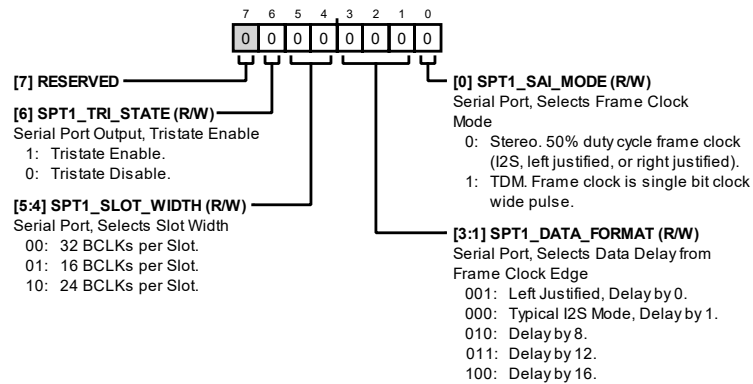 7 6 5 4 3 2 1 0
0 0 0 0 0 0 0 0
[7] RESERVED
[6] SPT1_TRI_STATE (R/W)
Serial Port Output, Tristate Enable
1: Tristate Enable.
0: Tristate Disable.
[5:4] SPT1_SLOT_WIDTH (R/W)
Serial Port, Selects Slot Width
00: 32 BCLKs per Slot.
01: 16 BCLKs per Slot.
10: 24 BCLKs per Slot.
[0] SPT1_SAI_MODE (R/W)
Serial Port, Selects Frame Clock
Mode
0: Stereo. 50% duty cycle frame clock
(I2S, left justified, or right justified).
1: TDM. Frame clock is single bit clock
wide pulse.
[3:1] SPT1_DATA_FORMAT (R/W)
Serial Port, Selects Data Delay from
Frame Clock Edge
001: Left Justified, Delay by 0.
000: Typical I2S Mode, Delay by 1.
010: Delay by 8.
011: Delay by 12.
100: Delay by 16.